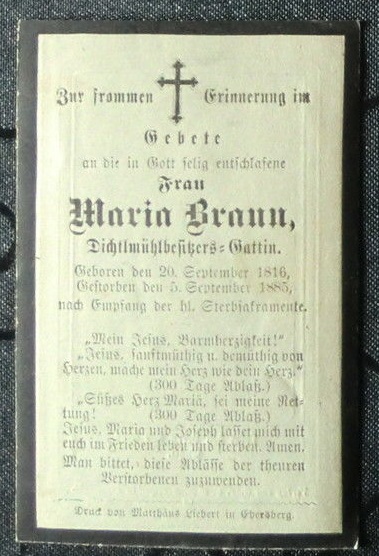 Zur frommen Erinnerung im
Gebete
an die in Gott selig entschlafene
Frau
Maria Braun,
Dichtlmühlbesitzers-Gattin.
Geboren den 20. September 1816,
Gestorben den 5. September 1885,
nach Empfang der hl. Sterbsakramente.
„Mein Jesus, Barmherzigkeit!"
„Jesus, sanftmüthig u. demüthig von
Herzen, mache mein Herz wie dein Herz."
(300 Tage Ablaß.)
„Süßes Herz Mariä, sei meine Ret-
tung! (300 Tage Ablaß.)
Jesus, Maria und Joseph lasset mich mit
euch im Frieden leben und sterben. Amen.
Man bittet, diese Ablässe der theuren
Verstorbenen zuzuwenden.
Druck von Matthäus Liebert in Ebersberg.